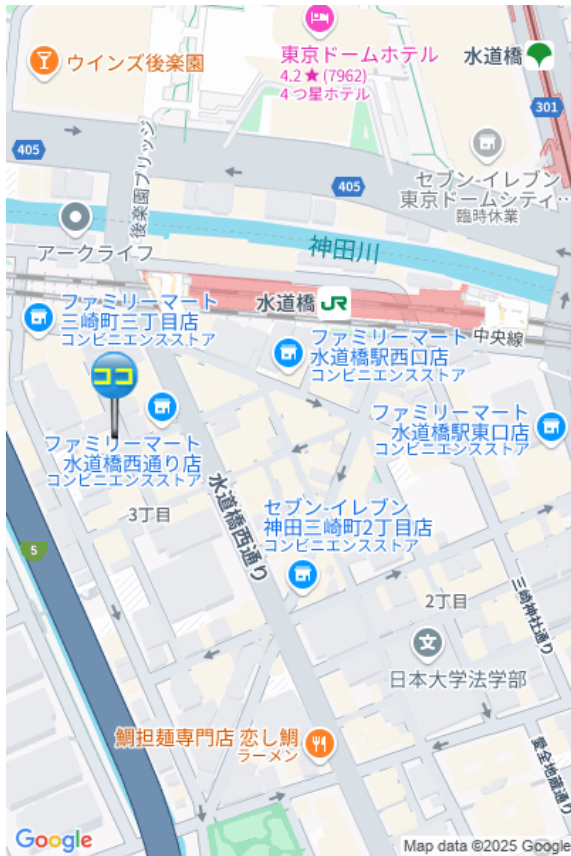 東京ドームホテル
4.2★(7962)
4つ星ホテル
ウインズ後楽園
水道橋
301
405
後楽園ブリッジ
405
セブン-イレブン
東京ドームシティ…
臨時休業
アークライフ
神田川
水道橋
JR
中央線
ファミリーマート
三崎町三丁目店
コンビニエンスストア
ファミリーマート
水道橋駅西口店
コンビニエンスストア
ココ
ファミリーマート
水道橋駅東口店
コンビニエンスストア
ファミリーマート
水道橋西通り店
コンビニエンスストア
水道橋西通り
3丁目
セブン-イレブン
神田三崎町2丁目店
コンビニエンスストア
5
2丁目
三崎神社通り
日本大学法学部
鯛担麺専門店 恋し鯛
ラーメン
愛全地蔵通り
Google
Map data ©2025 Google